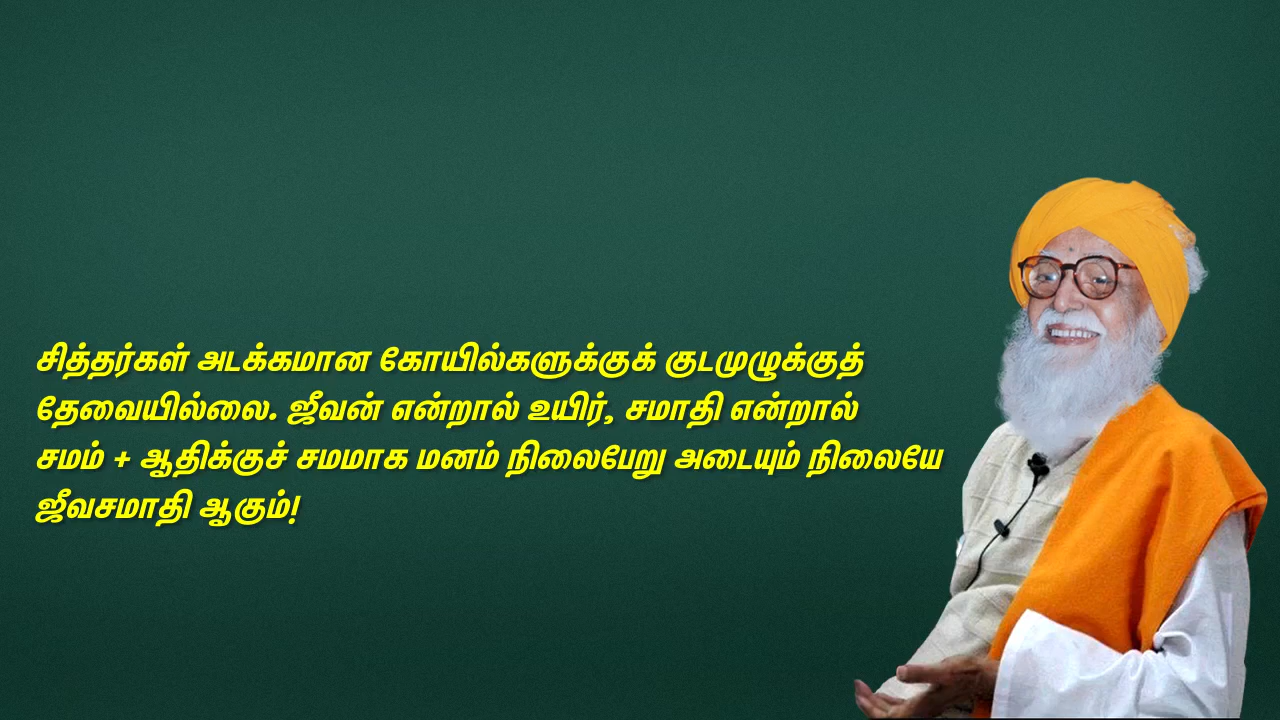 சித்தர்கள் அடக்கமான கோயில்களுக்குக் குடமுழுக்குத்
தேவையில்லை. ஜீவன் என்றால் உயிர், சமாதி என்றால்
சமம் + ஆதிக்குச் சமமாக மனம் நிலைபேறு அடையும் நிலையே
ஜீவசமாதி ஆகும்!